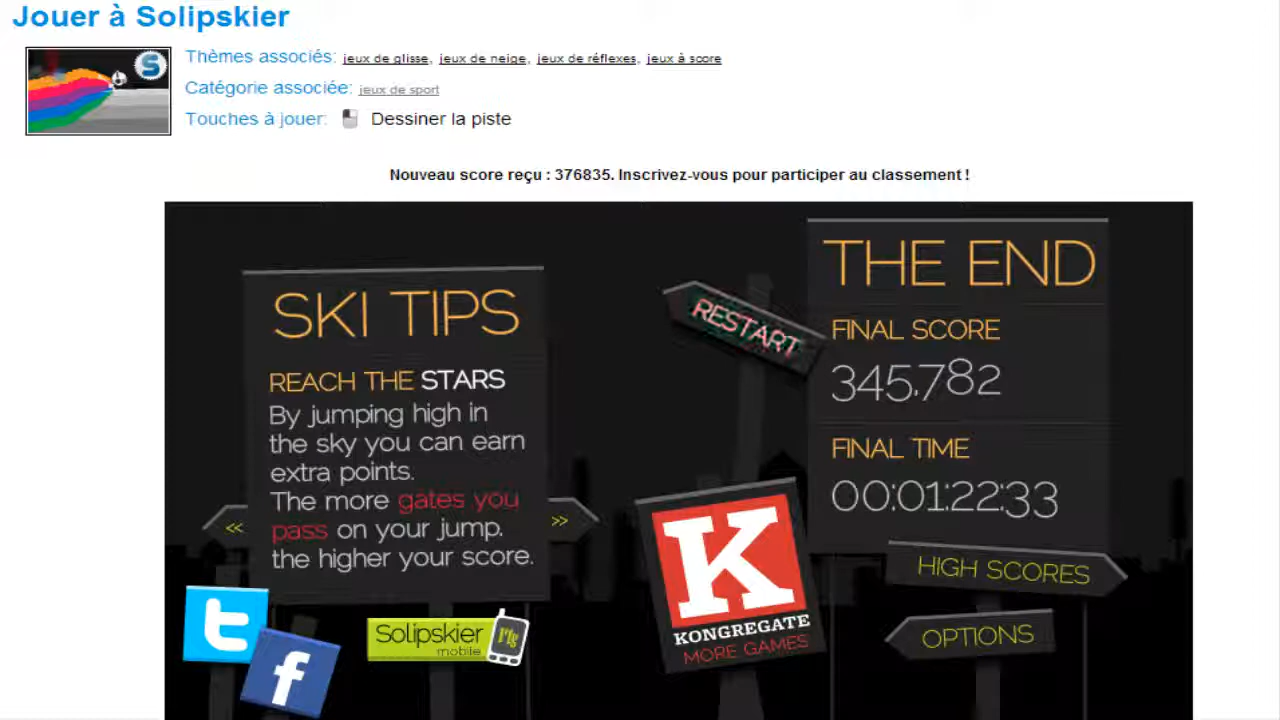 Jouer à Solipskier
Thèmes associés: jeux de glisse, jeux de neige, jeux de réflexes, jeux à score
Catégorie associée: jeux de sport
Touches à jouer: Dessiner la piste
Nouveau score reçu : 376835. Inscrivez-vous pour participer au classement !
SKI TIPS
REACH THE STARS
By jumping high in
the sky you can earn
extra points.
The more gates you
pass on your jump.
the higher your score.
<<
>>
Solipskier
mobile
RESTART
THE END
FINAL SCORE
345.782
FINAL TIME
00:01:22:33
K
KONGREGATE
MORE GAMES
HIGH SCORES
OPTIONS